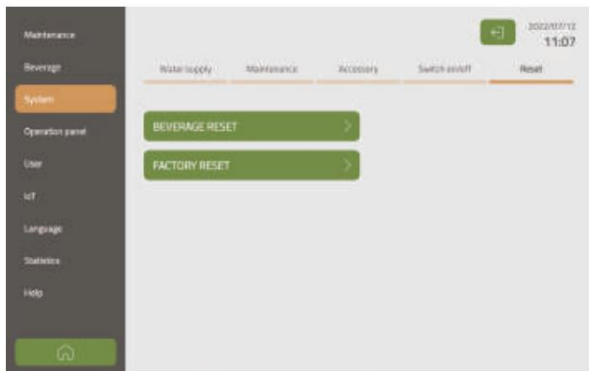 Maintenance
Beverage
System
Operation panel
User
IoT
Language
Statistics
Help
2022/07/12
11:07
Water supply
Maintenance
Accessory
Switch on/off
Reset
BEVERAGE RESET
FACTORY RESET